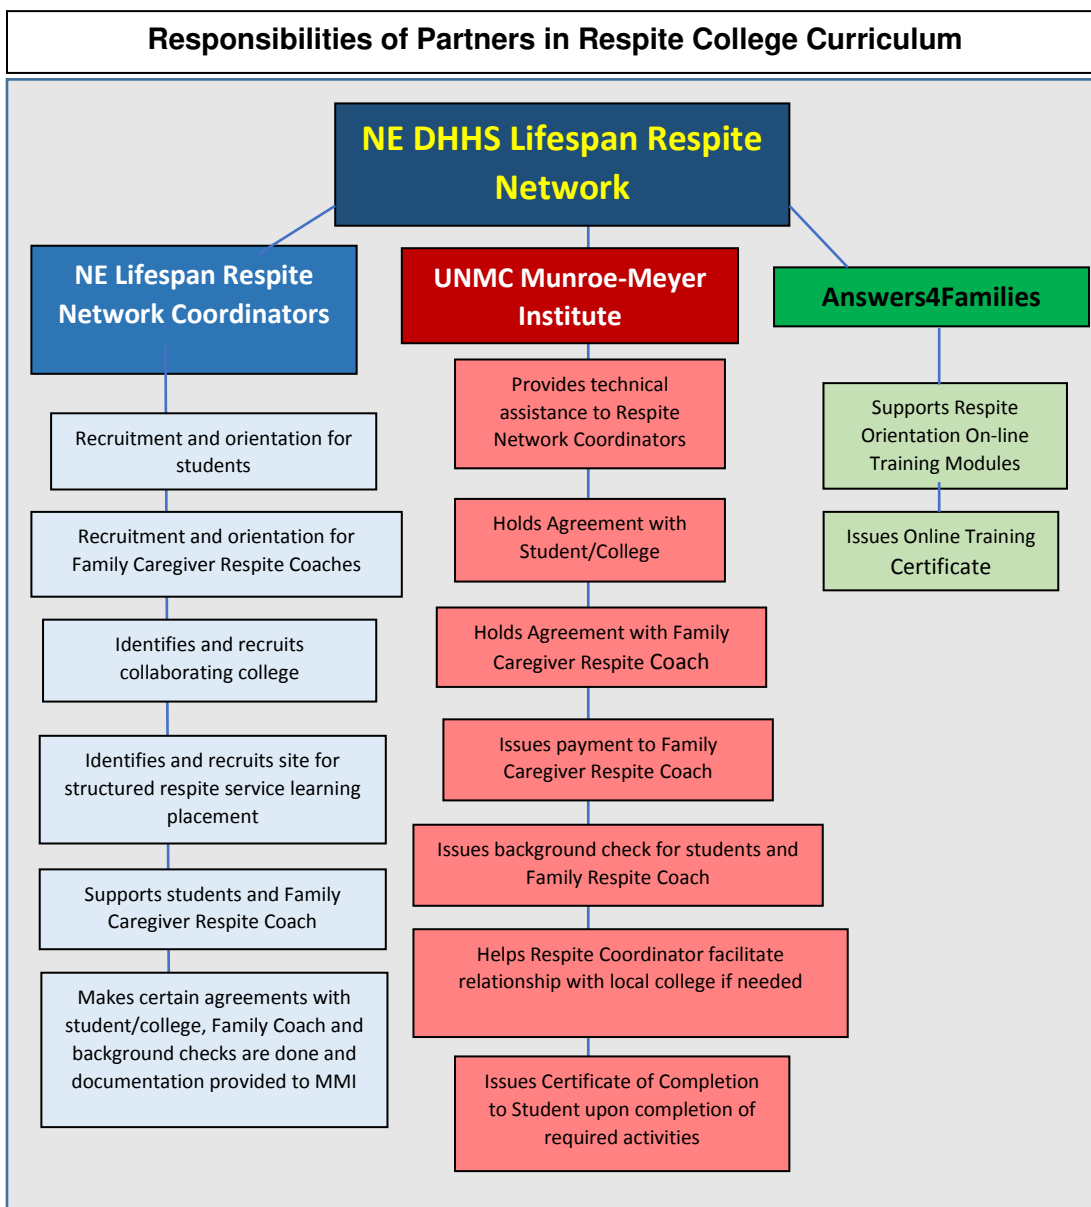 Responsibilities of Partners in Respite College Curriculum
NE DHHS Lifespan Respite
Network
NE Lifespan Respite
Network Coordinators
Recruitment and orientation for
students
Recruitment and orientation for
Family Caregiver Respite Coaches
Identifies and recruits
collaborating college
Identifies and recruits site for
structured respite service learning
placement
Supports students and Family
Caregiver Respite Coach
Makes certain agreements with
student/college, Family Coach and
background checks are done and
documentation provided to MMI
UNMC Munroe-Meyer
Institute
Provides technical
assistance to Respite
Network Coordinators
Holds Agreement with
Student/College
Holds Agreement with Family
Caregiver Respite Coach
Issues payment to Family
Caregiver Respite Coach
Issues background check for students and
Family Respite Coach
Helps Respite Coordinator facilitate
relationship with local college if needed
Issues Certificate of Completion
to Student upon completion of
required activities
Answers4Families
Supports Respite
Orientation On-line
Training Modules
Issues Online Training
Certificate